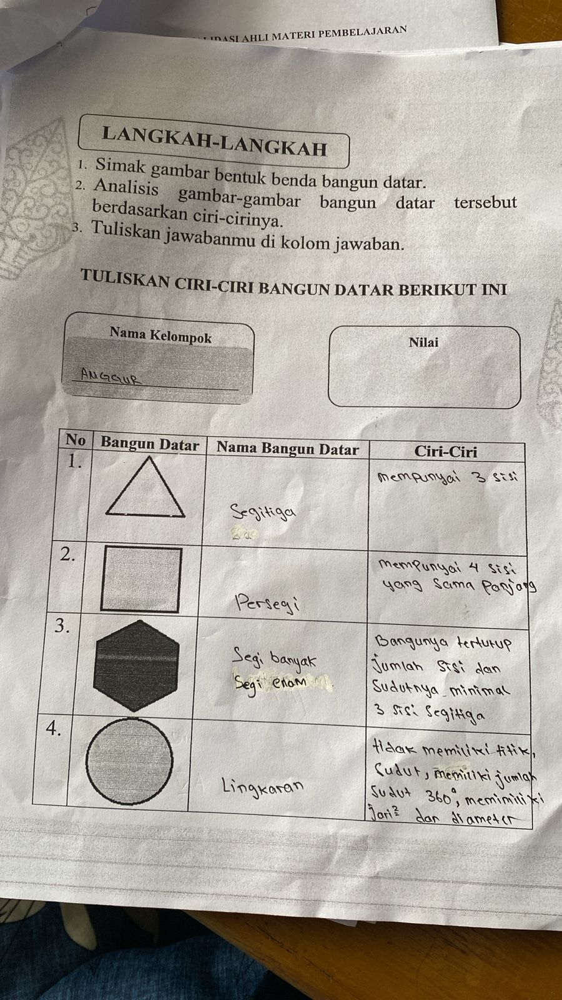 IDASI AHLI MATERI PEMBELAJARAN
LANGKAH-LANGKAH
1. Simak gambar bentuk benda bangun datar.
2. Analisis gambar-gambar bangun datar tersebut
berdasarkan ciri-cirinya.
3. Tuliskan jawabanmu di kolom jawaban.
TULISKAN CIRI-CIRI BANGUN DATAR BERIKUT INI
Nama Kelompok
ANGGUR
Nilai
No Bangun Datar Nama Bangun Datar Ciri-Ciri
1.
Segitiga
mempunyai 3 sisi
2.
Persegi
mempunyai 4 sisi
yang sama panjang
3.
Segi banyak
Segi enam
Bangunya terturup
jumlah sisi dan
sudutnya minimal
3 sisi segitiga
4.
Lingkaran
tidak memiliki titik,
sudut, memiliki jumlah
sudut 360°, memimiliki
jari² dan diameter